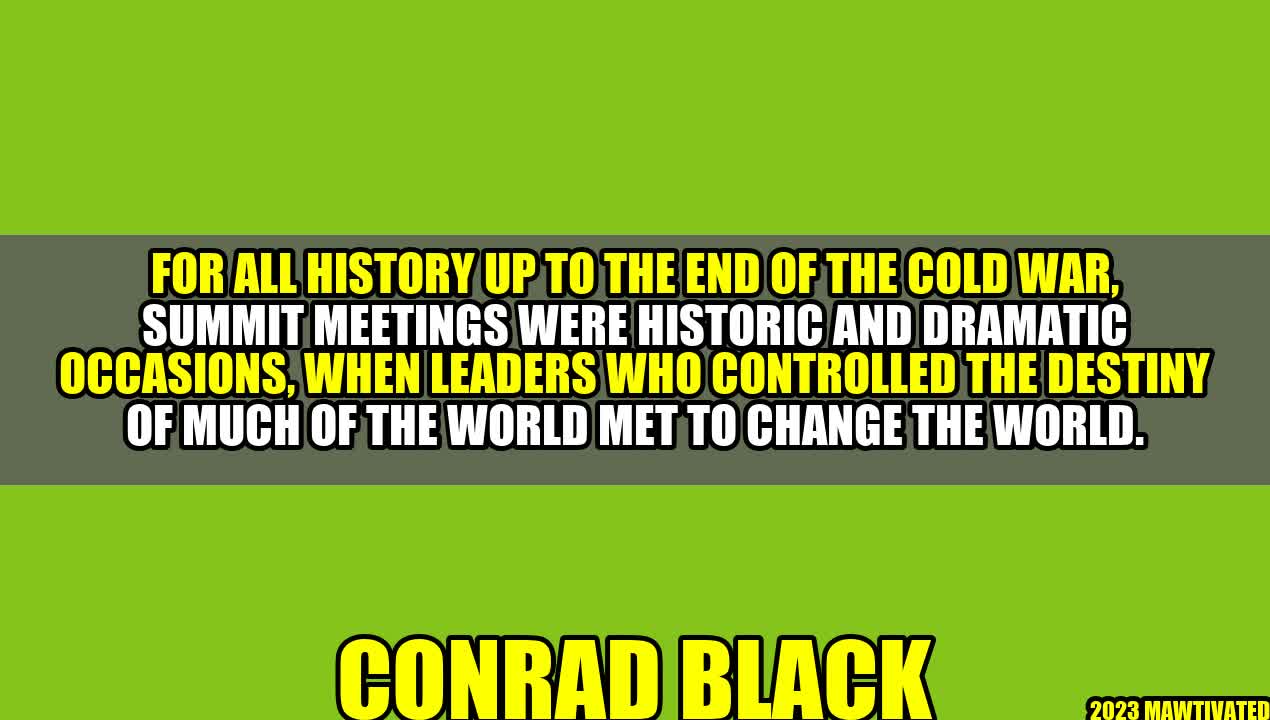 FOR ALL HISTORY UP TO THE END OF THE COLD WAR,
SUMMIT MEETINGS WERE HISTORIC AND DRAMATIC
OCCASIONS, WHEN LEADERS WHO CONTROLLED THE DESTINY
OF MUCH OF THE WORLD MET TO CHANGE THE WORLD.
CONRAD BLACK
2023 MAWTIVATED